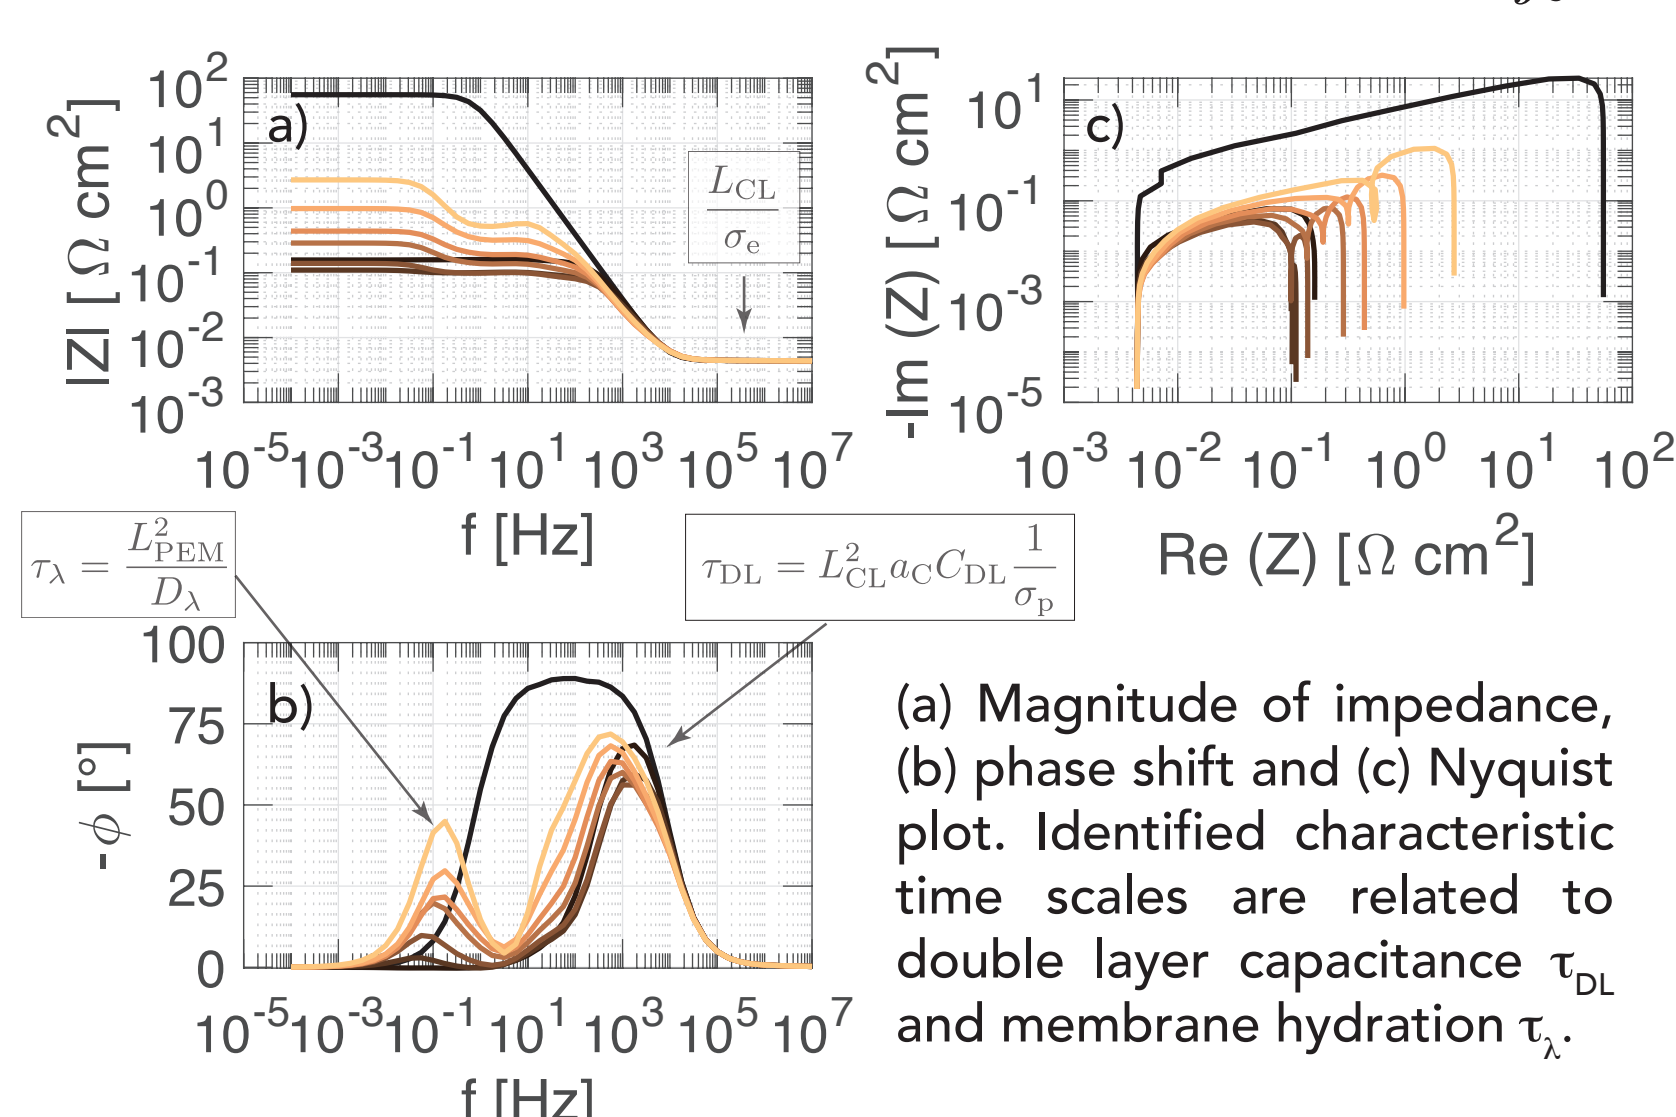 a)
|Z| [ Ω cm²]
10² 10¹ 10⁰ 10⁻¹ 10⁻² 10⁻³
L_CL / σ_e
10⁻⁵ 10⁻³ 10⁻¹ 10¹ 10³ 10⁵ 10⁷
f [Hz]
c)
-Im (Z) [ Ω cm²]
10¹ 10⁻¹ 10⁻³ 10⁻⁵
10⁻³ 10⁻² 10⁻¹ 10⁰ 10¹ 10²
Re (Z) [ Ω cm²]
τ_λ = L²_PEM / D_λ
τ_DL = L²_CL a_C C_DL 1 / σ_p
b)
-ϕ [°]
100 75 50 25 0
10⁻⁵ 10⁻³ 10⁻¹ 10¹ 10³ 10⁵ 10⁷
f [Hz]
(a) Magnitude of impedance,
(b) phase shift and (c) Nyquist
plot. Identified characteristic
time scales are related to
double layer capacitance τ_DL
and membrane hydration τ_λ.